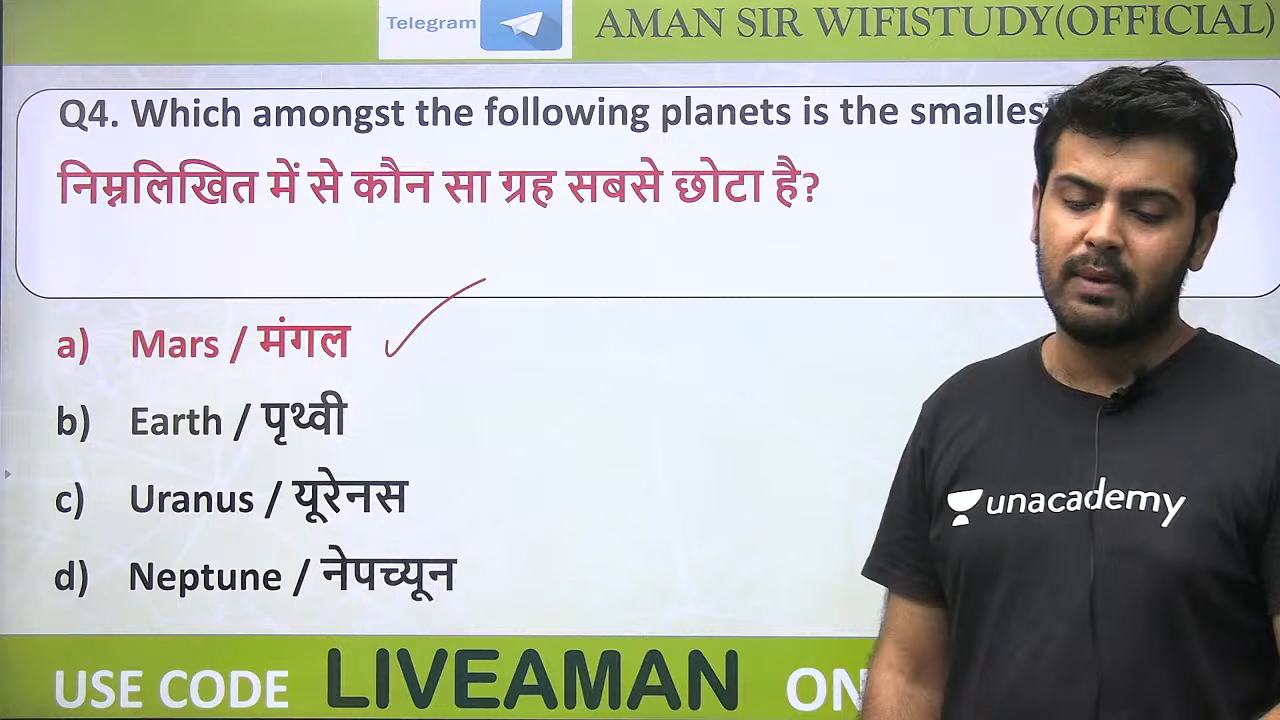 Telegram
AMAN SIR WIFISTUDY(OFFICIAL)
Q4. Which amongst the following planets is the
निम्नलिखित में से कौन सा ग्रह सबसे छोटा है?
a) Mars / मंगल
b) Earth / पृथ्वी
c) Uranus / यूरेनस
d) Neptune / नेपच्यून
unacademy
USE CODE LIVEAMAN ON